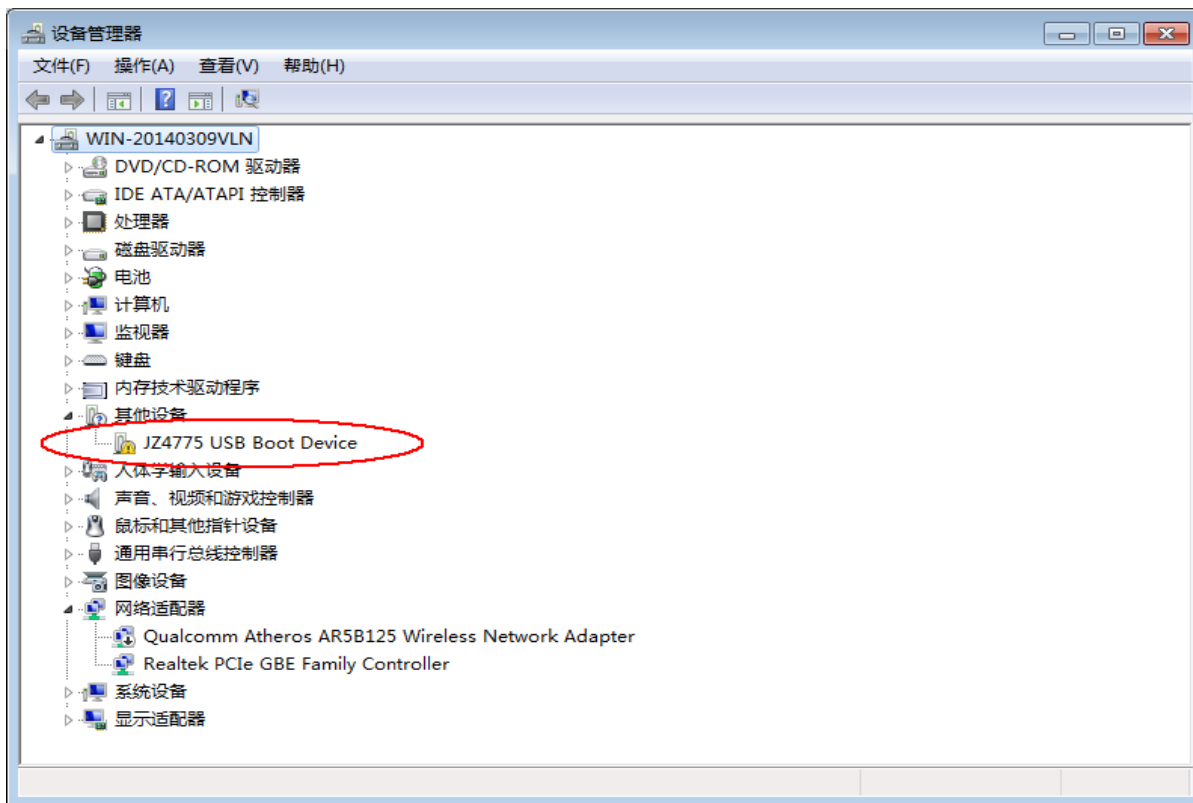 设备管理器
文件(F) 操作(A) 查看(V) 帮助(H)
WIN-20140309VLN
DVD/CD-ROM 驱动器
IDE ATA/ATAPI 控制器
处理器
磁盘驱动器
电池
计算机
监视器
键盘
内存技术驱动程序
其他设备
JZ4775 USB Boot Device
人体学输入设备
声音、视频和游戏控制器
鼠标和其他指针设备
通用串行总线控制器
图像设备
网络适配器
Qualcomm Atheros AR5B125 Wireless Network Adapter
Realtek PCIe GBE Family Controller
系统设备
显示适配器